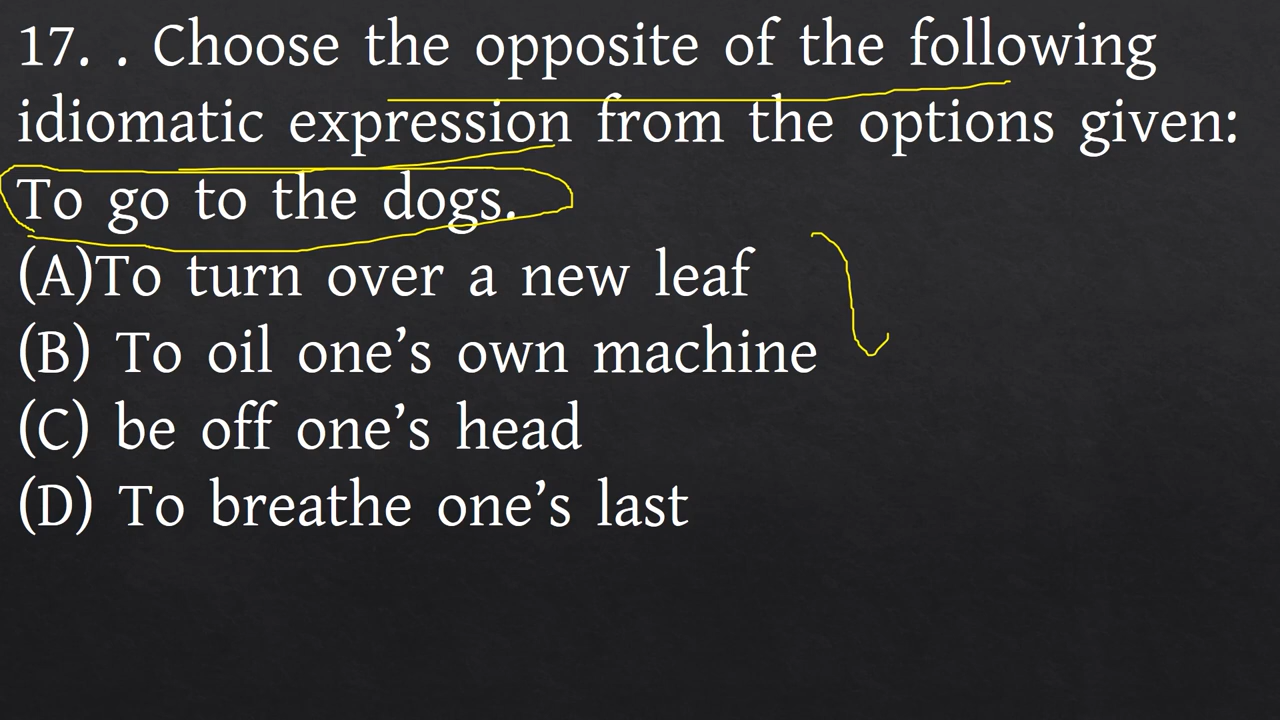 17. . Choose the opposite of the following
idiomatic expression from the options given:
To go to the dogs.
(A)To turn over a new leaf
(B) To oil one’s own machine
(C) be off one’s head
(D) To breathe one’s last